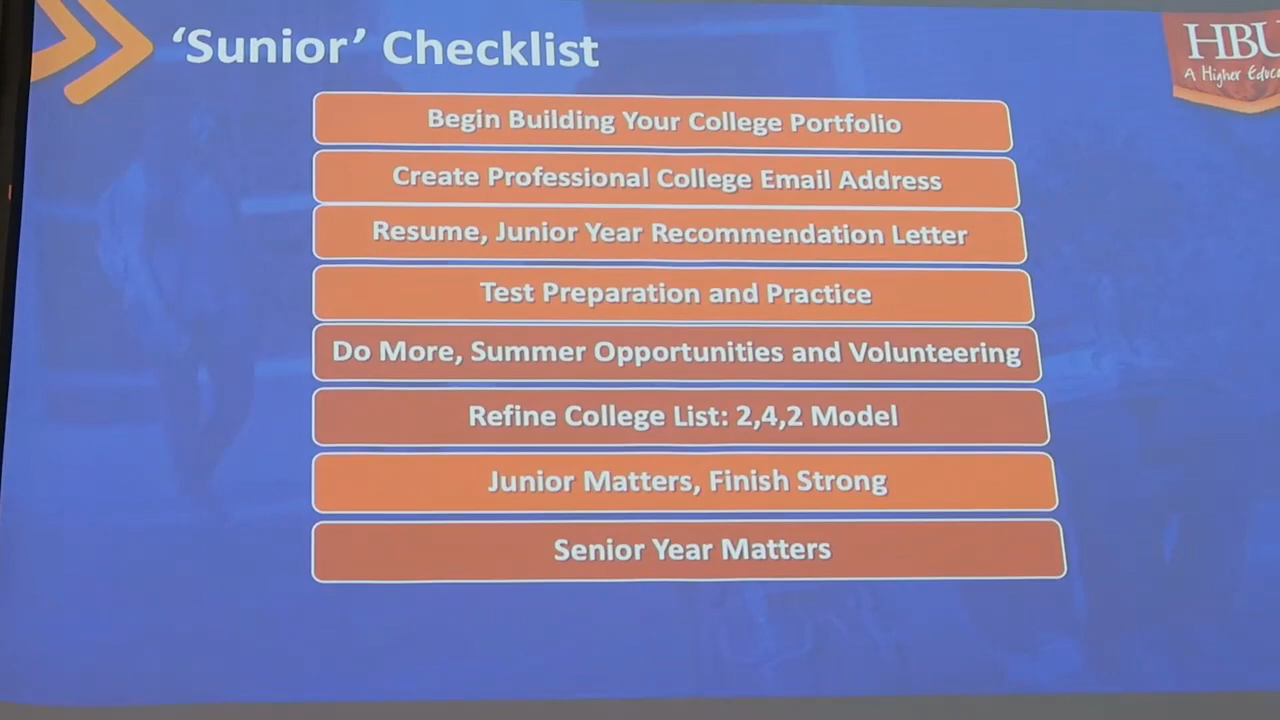 ‘Sunior’ Checklist
HBU
A Higher
Begin Building Your College Portfolio
Create Professional College Email Address
Resume, Junior Year Recommendation Letter
Test Preparation and Practice
Do More, Summer Opportunities and Volunteering
Refine College List: 2,4,2 Model
Junior Matters, Finish Strong
Senior Year Matters